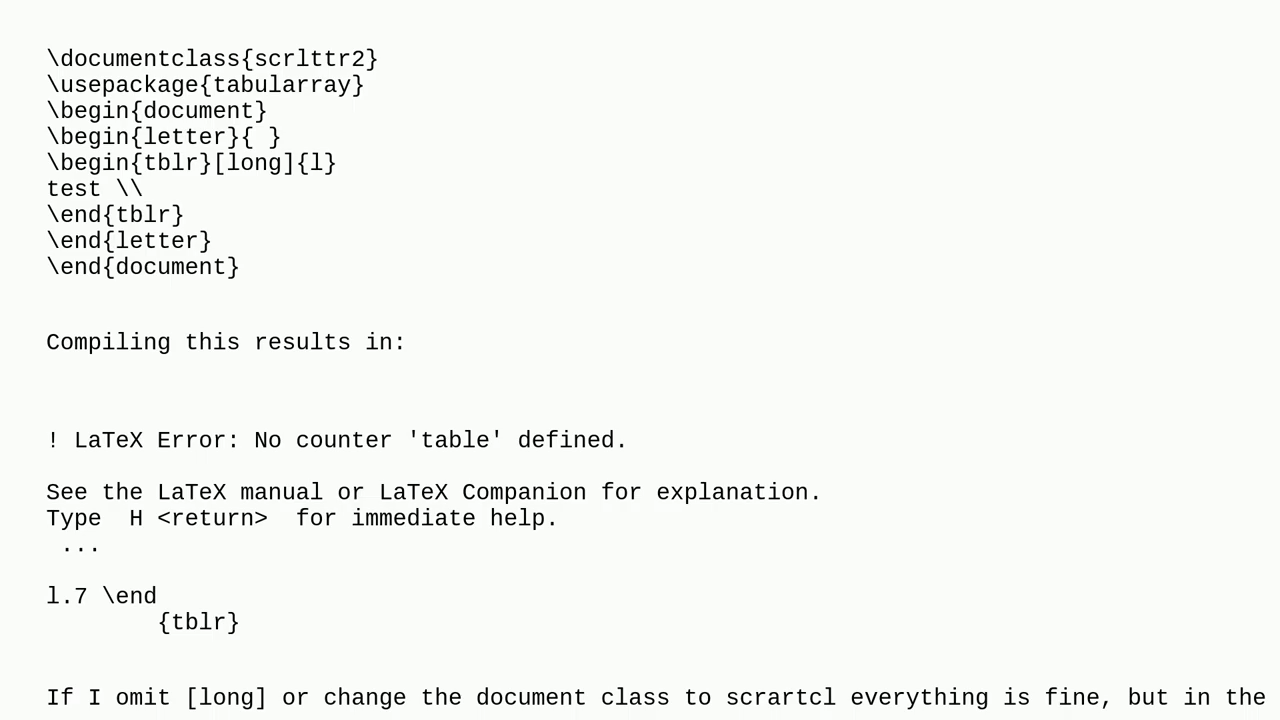 \documentclass{scrlttr2}
\usepackage{tabularray}
\begin{document}
\begin{letter}{ }
\begin{tblr}[long]{l}
test \\
\end{tblr}
\end{letter}
\end{document}
Compiling this results in:
! LaTeX Error: No counter 'table' defined.
See the LaTeX manual or LaTeX Companion for explanation.
Type  H <return>  for immediate help.
 ...
l.7 \end
        {tblr}
If I omit [long] or change the document class to scrartcl everything is fine, but in the